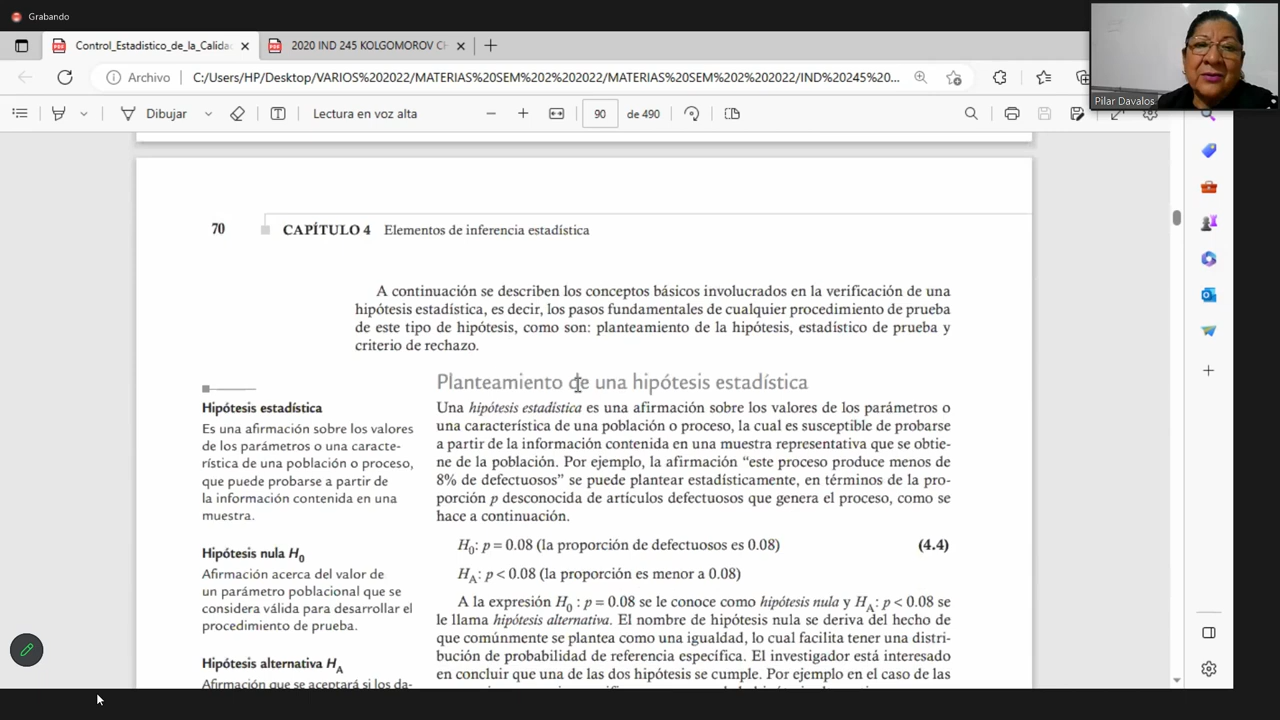 Grabando
Control_Estadistico_de_la_Calida
2020 IND 245 KOLGOMOROV CH
Archivo
C:/Users/HP/Desktop/VARIOS%202022/MATERIAS%20SEM%202%202022/MATERIAS%20SEM%202%202022/IND%20245%20...
Pilar Davalos
Dibujar
Lectura en voz alta
90 de 490
70 CAPÍTULO 4 Elementos de inferencia estadística
A continuación se describen los conceptos básicos involucrados en la verificación de una
hipótesis estadística, es decir, los pasos fundamentales de cualquier procedimiento de prueba
de este tipo de hipótesis, como son: planteamiento de la hipótesis, estadístico de prueba y
criterio de rechazo.
Hipótesis estadística
Es una afirmación sobre los valores
de los parámetros o una caracte-
rística de una población o proceso,
que puede probarse a partir de
la información contenida en una
muestra.
Hipótesis nula H0
Afirmación acerca del valor de
un parámetro poblacional que se
considera válida para desarrollar el
procedimiento de prueba.
Hipótesis alternativa HA
Afirmación que se aceptará si los da-
Planteamiento de una hipótesis estadística
Una hipótesis estadística es una afirmación sobre los valores de los parámetros o
una característica de una población o proceso, la cual es susceptible de probarse
a partir de la información contenida en una muestra representativa que se obtie-
ne de la población. Por ejemplo, la afirmación “este proceso produce menos de
8% de defectuosos” se puede plantear estadísticamente, en términos de la pro-
porción p desconocida de artículos defectuosos que genera el proceso, como se
hace a continuación.
H0: p = 0.08 (la proporción de defectuosos es 0.08) (4.4)
HA: p < 0.08 (la proporción es menor a 0.08)
A la expresión H0 : p = 0.08 se le conoce como hipótesis nula y HA: p < 0.08 se
le llama hipótesis alternativa. El nombre de hipótesis nula se deriva del hecho de
que comúnmente se plantea como una igualdad, lo cual facilita tener una distri-
bución de probabilidad de referencia específica. El investigador está interesado
en concluir que una de las dos hipótesis se cumple. Por ejemplo en el caso de las